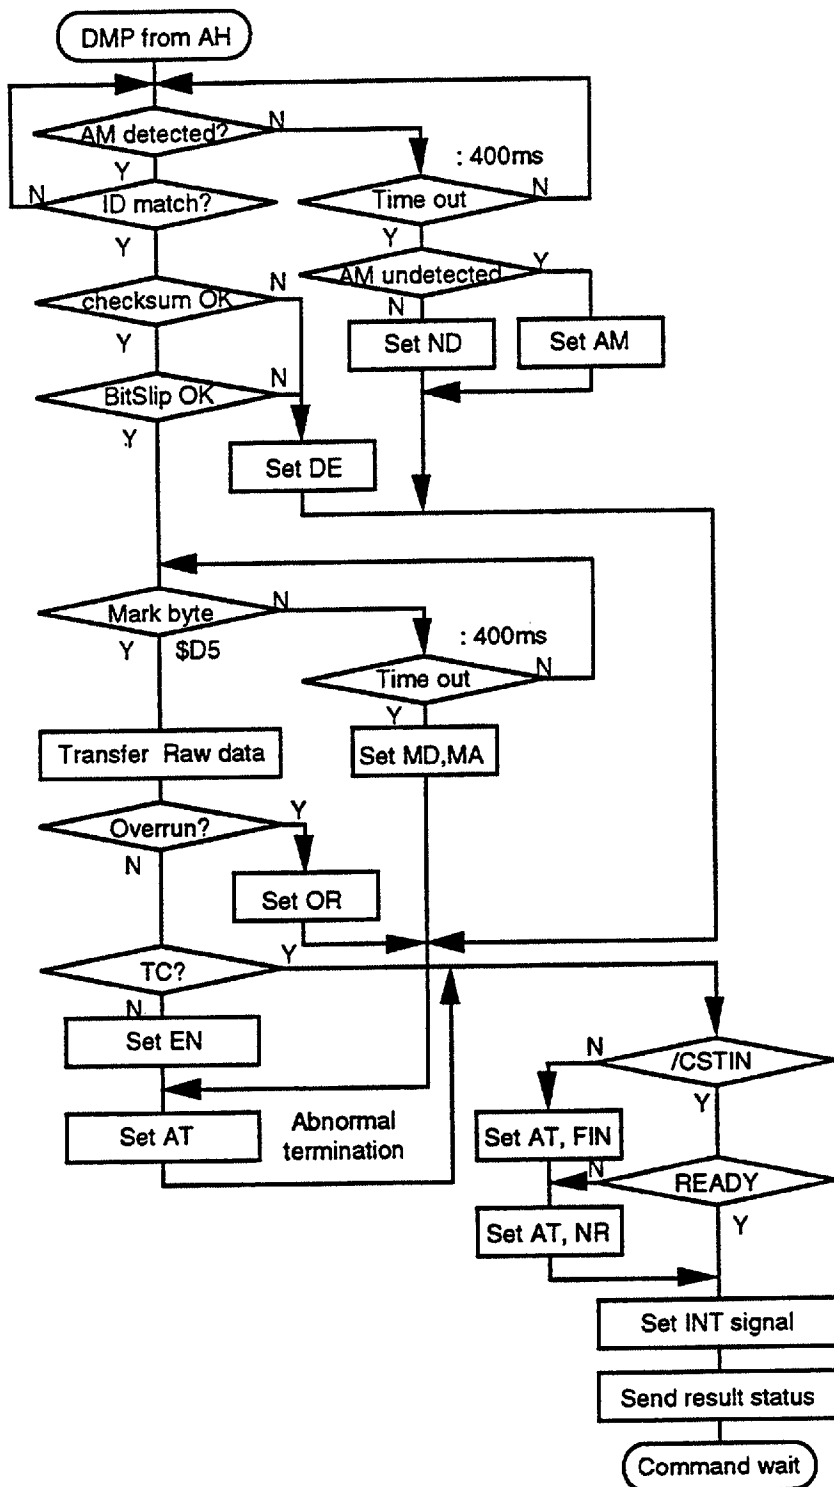 DMP from AH
AM detected?
N
: 400ms
Y
N
ID match?
Time out
N
Y
Y
AM undetected
Y
checksum OK
N
N
Set ND
Set AM
Y
BitSlip OK
N
Y
Set DE
Mark byte
N
: 400ms
Y
$D5
Time out
N
Y
Transfer Raw data
Set MD,MA
Overrun?
Y
N
Set OR
TC?
Y
N
Set EN
N
/CSTIN
Y
Set AT
Abnormal
termination
Set AT, FIN
N
READY
Y
Set AT, NR
Set INT signal
Send result status
Command wait